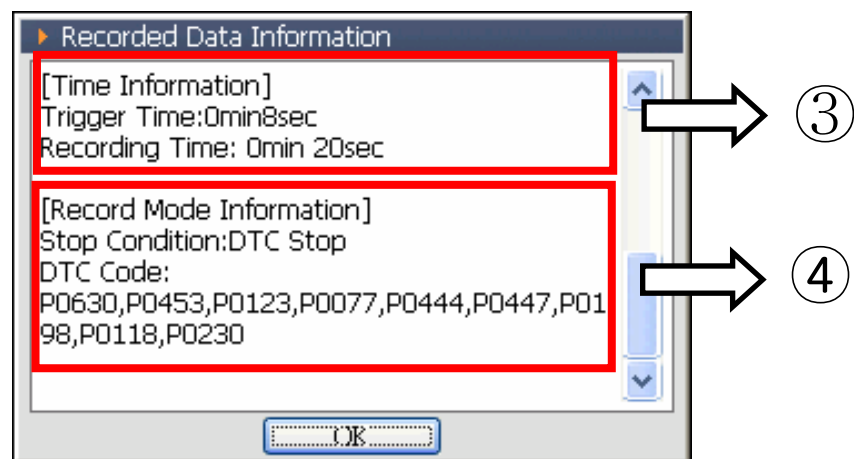 Recorded Data Information
[Time Information]
Trigger Time:0min8sec
Recording Time: 0min 20sec
③
[Record Mode Information]
Stop Condition:DTC Stop
DTC Code:
P0630,P0453,P0123,P0077,P0444,P0447,P01
98,P0118,P0230
④
OK